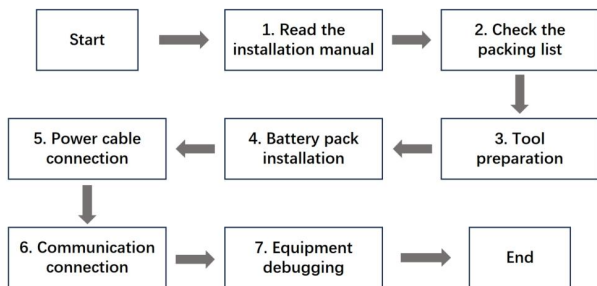 Start
1. Read the
installation manual
2. Check the
packing list
3. Tool
preparation
4. Battery pack
installation
5. Power cable
connection
6. Communication
connection
7. Equipment
debugging
End